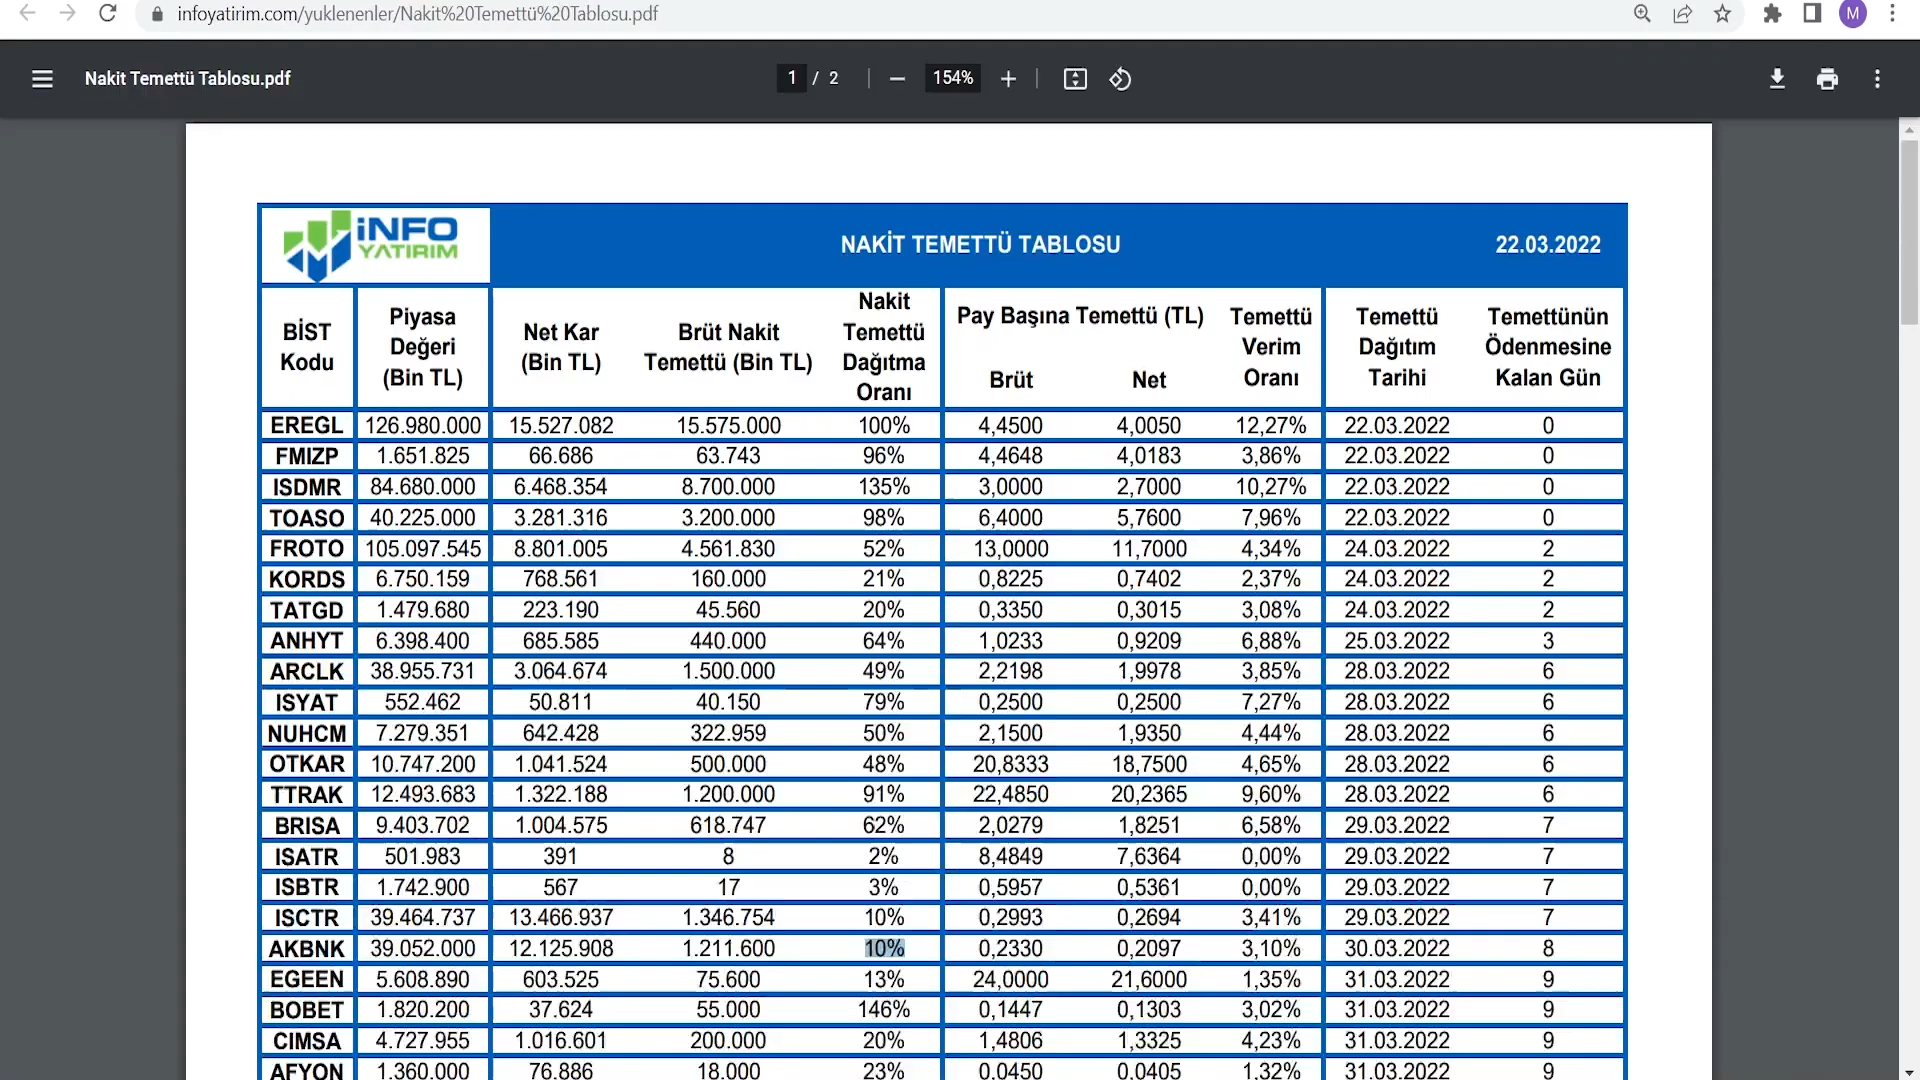 infoyatirim.com/yuklenenler/Nakit%20Temettü%20Tablosu.pdf
M
Nakit Temettü Tablosu.pdf
1 / 2
154%
İNFO YATIRIM
NAKİT TEMETTÜ TABLOSU
22.03.2022
BİST Kodu
Piyasa Değeri (Bin TL)
Net Kar (Bin TL)
Brüt Nakit Temettü (Bin TL)
Nakit Temettü Dağıtma Oranı
Pay Başına Temettü (TL)
Brüt Net
Temettü Verim Oranı
Temettü Dağıtım Tarihi
Temettünün Ödenmesine Kalan Gün
EREGL 126.980.000 15.527.082 15.575.000 100% 4,4500 4,0050 12,27% 22.03.2022 0
FMIZP 1.651.825 66.686 63.743 96% 4,4648 4,0183 3,86% 22.03.2022 0
ISDMR 84.680.000 6.468.354 8.700.000 135% 3,0000 2,7000 10,27% 22.03.2022 0
TOASO 40.225.000 3.281.316 3.200.000 98% 6,4000 5,7600 7,96% 22.03.2022 0
FROTO 105.097.545 8.801.005 4.561.830 52% 13,0000 11,7000 4,34% 24.03.2022 2
KORDS 6.750.159 768.561 160.000 21% 0,8225 0,7402 2,37% 24.03.2022 2
TATGD 1.479.680 223.190 45.560 20% 0,3350 0,3015 3,08% 24.03.2022 2
ANHYT 6.398.400 685.585 440.000 64% 1,0233 0,9209 6,88% 25.03.2022 3
ARCLK 38.955.731 3.064.674 1.500.000 49% 2,2198 1,9978 3,85% 28.03.2022 6
ISYAT 552.462 50.811 40.150 79% 0,2500 0,2500 7,27% 28.03.2022 6
NUHCM 7.279.351 642.428 322.959 50% 2,1500 1,9350 4,44% 28.03.2022 6
OTKAR 10.747.200 1.041.524 500.000 48% 20,8333 18,7500 4,65% 28.03.2022 6
TTRAK 12.493.683 1.322.188 1.200.000 91% 22,4850 20,2365 9,60% 28.03.2022 6
BRISA 9.403.702 1.004.575 618.747 62% 2,0279 1,8251 6,58% 29.03.2022 7
ISATR 501.983 391 8 2% 8,4849 7,6364 0,00% 29.03.2022 7
ISBTR 1.742.900 567 17 3% 0,5957 0,5361 0,00% 29.03.2022 7
ISCTR 39.464.737 13.466.937 1.346.754 10% 0,2993 0,2694 3,41% 29.03.2022 7
AKBNK 39.052.000 12.125.908 1.211.600 10% 0,2330 0,2097 3,10% 30.03.2022 8
EGEEN 5.608.890 603.525 75.600 13% 24,0000 21,6000 1,35% 31.03.2022 9
BOBET 1.820.200 37.624 55.000 146% 0,1447 0,1303 3,02% 31.03.2022 9
CIMSA 4.727.955 1.016.601 200.000 20% 1,4806 1,3325 4,23% 31.03.2022 9
AFYON 1.360.000 76.886 18.000 23% 0,0450 0,0405 1,32% 31.03.2022 9